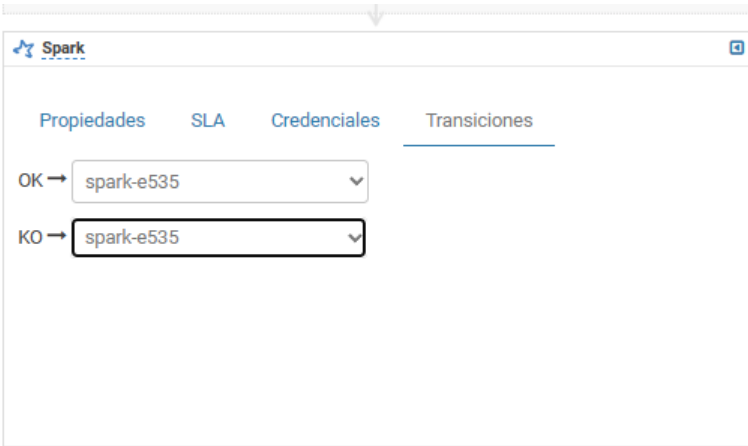 Spark
Propiedades SLA Credenciales Transiciones
OK → spark-e535
KO → spark-e535